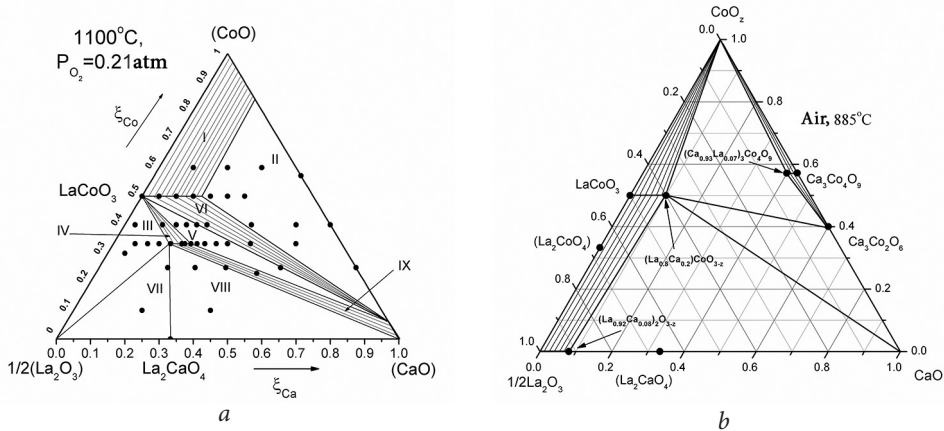 1100°C,
P_O₂=0.21atm
(CoO)
1
0.9
0.8
0.7
0.6
0.5
0.4
0.3
0.2
0.1
0
ξ_Co
I
II
LaCoO₃
VI
III
IV
V
IX
VII
VIII
0.0 0.1 0.2 0.3 0.4 0.5 0.6 0.7 0.8 0.9 1.0
1/2(La₂O₃)
La₂CaO₄
ξ_Ca
(CaO)
a
CoO_z
0.0
1.0
0.2
0.8
Air, 885°C
(Ca₀.₉₃La₀.₀₇)₃Co₄O₉
0.4
0.6
Ca₃Co₄O₉
LaCoO₃
0.6
0.4
Ca₃Co₂O₆
(La₂CoO₄)
(La₀.₈Ca₀.₂)CoO₃₋z
0.8
0.2
(La₀.₉₂Ca₀.₀₈)₂O₃₋z
1.0
0.0
0.0 0.2 0.4 0.6 0.8 1.0
1/2La₂O₃
(La₂CaO₄)
CaO
b